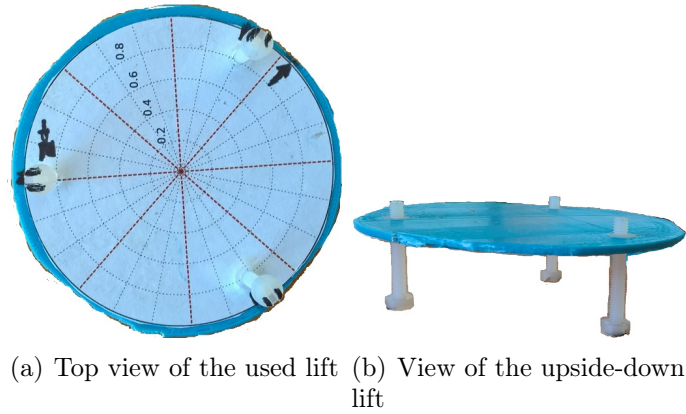 0.8
0.6
0.4
0.2
(a) Top view of the used lift
(b) View of the upside-down
lift